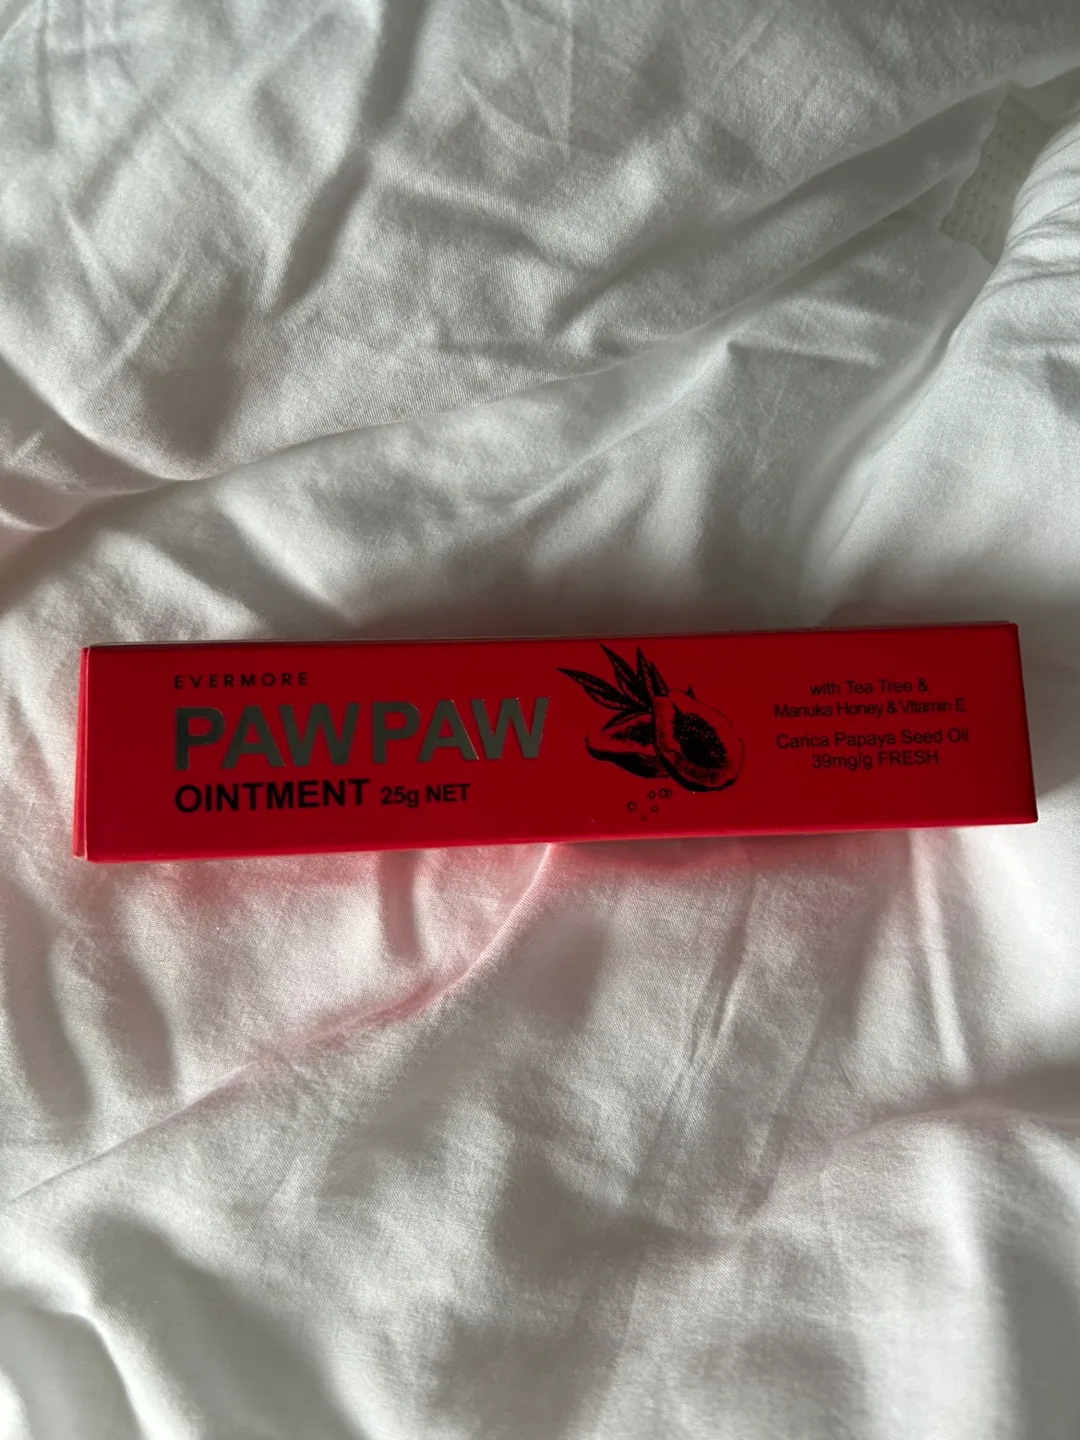 EVERMORE
PAWPAW
OINTMENT 25g NET
with Tea Tree &
Manuka Honey & Vitamin E
Carica Papaya Seed Oil
39mg/g FRESH